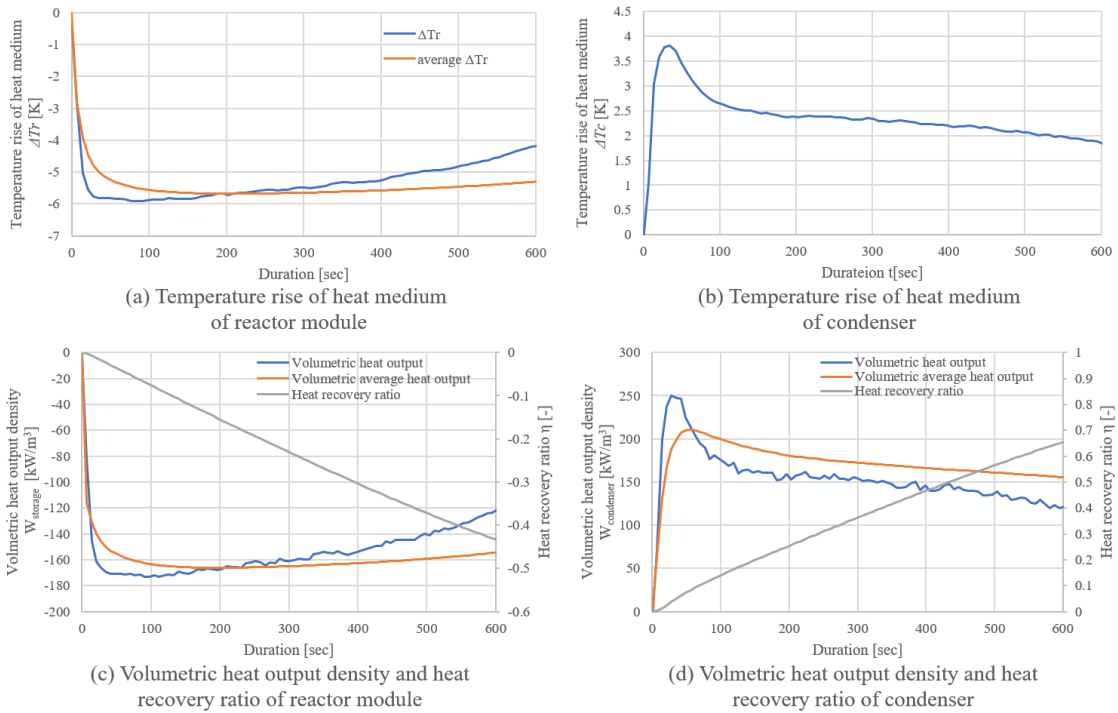 0
-1
-2
-3
-4
-5
-6
-7
Temperature rise of heat medium
ΔTr [K]
ΔTr
average ΔTr
0 100 200 300 400 500 600
Duration [sec]
(a) Temperature rise of heat medium
of reactor module
4.5
4
3.5
3
2.5
2
1.5
1
0.5
0
Temperature rise of heat medium
ΔTc [K]
0 100 200 300 400 500 600
Durateion t[sec]
(b) Temperature rise of heat medium
of condenser
0
-20
-40
-60
-80
-100
-120
-140
-160
-180
-200
Volmetric heat output density
W_storage [kW/m³]
Volumetric heat output
Volumetric average heat output
Heat recovery ratio
0
-0.1
-0.2
-0.3
-0.4
-0.5
-0.6
Heat recovery ratio η [-]
0 100 200 300 400 500 600
Duration [sec]
(c) Volumetric heat output density and heat
recovery ratio of reactor module
300
250
200
150
100
50
0
Volumetric heat output density
W_condenser [kW/m³]
Volumetric heat output
Volumetric average heat output
Heat recovery ratio
1
0.9
0.8
0.7
0.6
0.5
0.4
0.3
0.2
0.1
0
Heat recovery ratio η [-]
0 100 200 300 400 500 600
Duration [sec]
(d) Volmetric heat output density and heat
recovery ratio of condenser